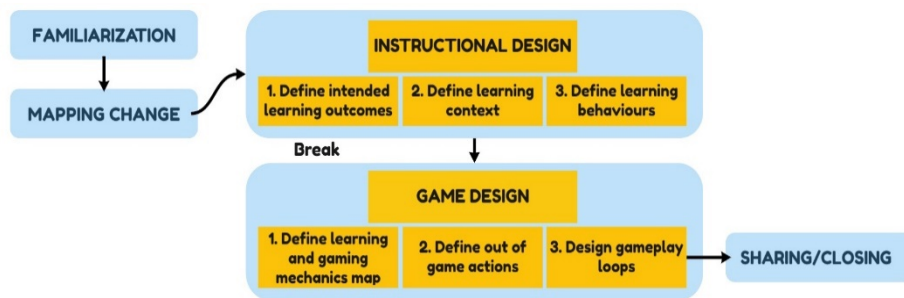 FAMILIARIZATION
MAPPING CHANGE
INSTRUCTIONAL DESIGN
1. Define intended
learning outcomes
2. Define learning
context
3. Define learning
behaviours
Break
GAME DESIGN
1. Define learning
and gaming
mechanics map
2. Define out of
game actions
3. Design gameplay
loops
SHARING/CLOSING